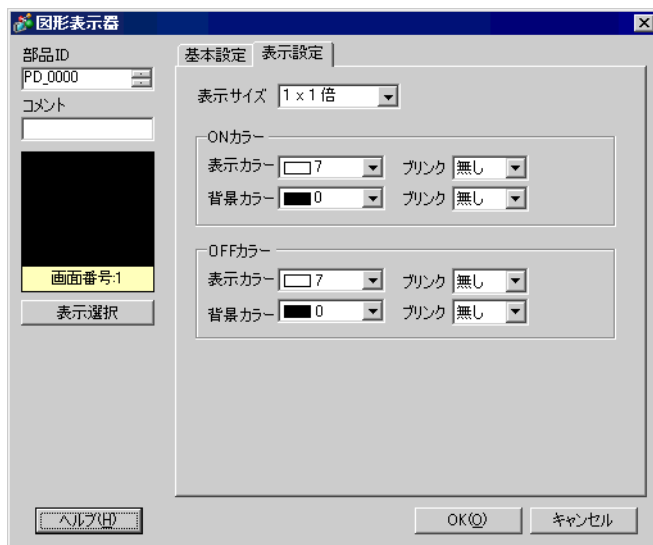 図形表示器
部品ID
PD_0000
コメント
画面番号:1
表示選択
基本設定 表示設定
表示サイズ 1 x 1 倍
ONカラー
表示カラー 7 ブリンク 無し
背景カラー 0 ブリンク 無し
OFFカラー
表示カラー 7 ブリンク 無し
背景カラー 0 ブリンク 無し
ヘルプ(H) OK(O) キャンセル